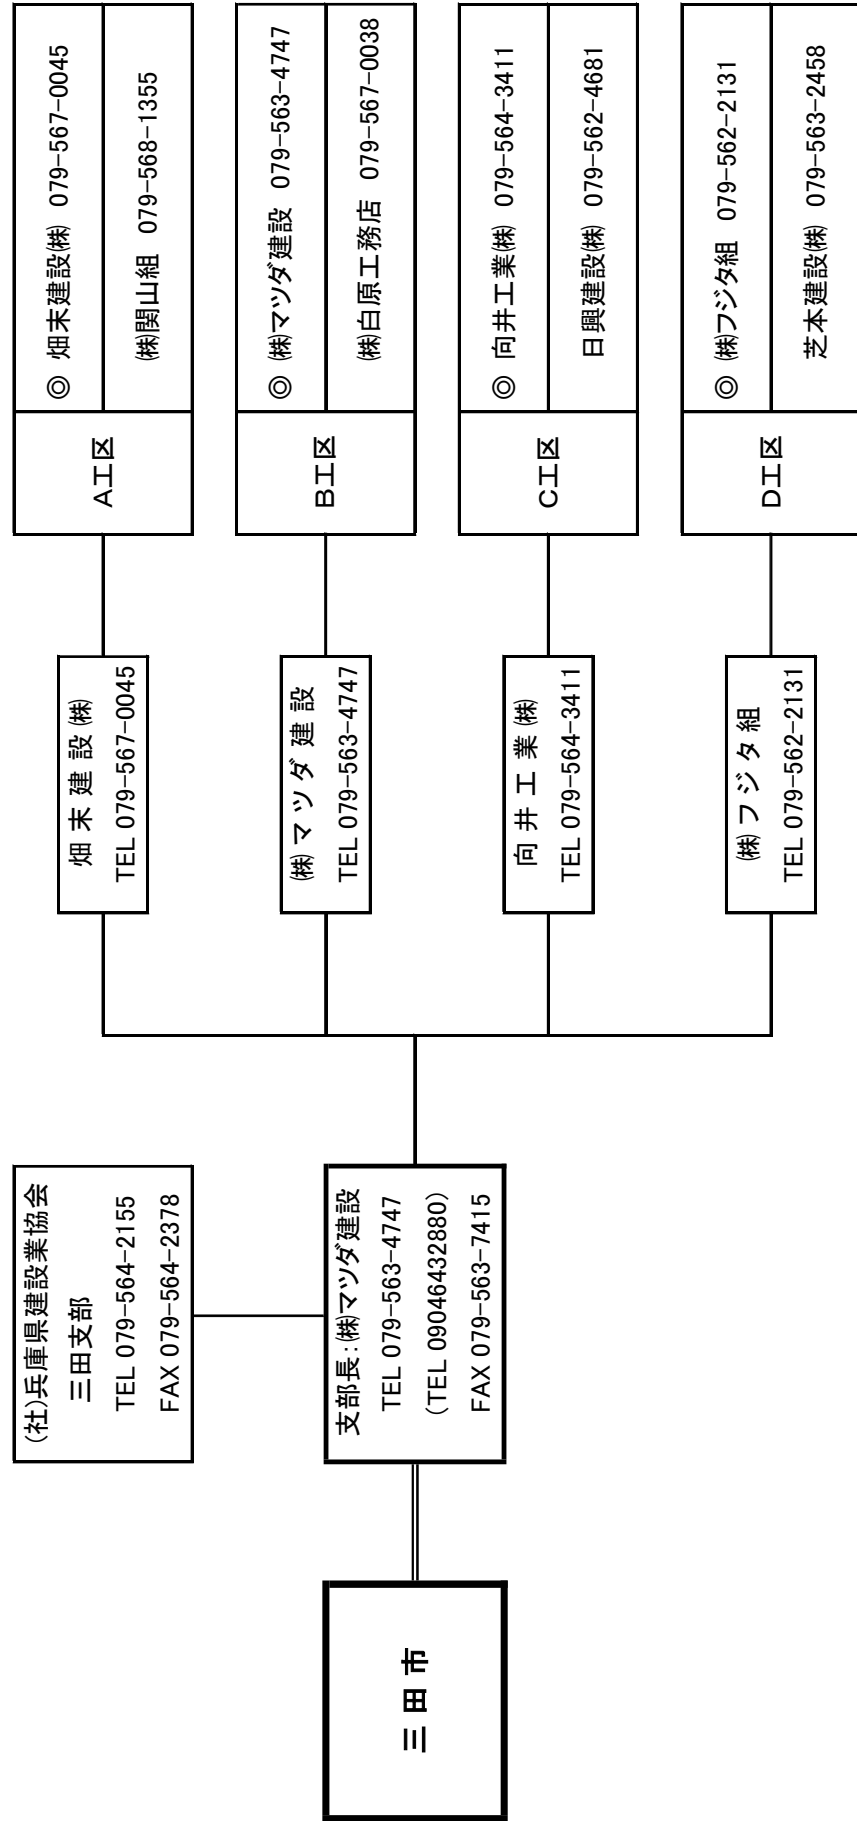 三田市
(社)兵庫県建設業協会
三田支部
TEL 079-564-2155
FAX 079-564-2378
支部長:㈱マツダ建設
TEL 079-563-4747
(TEL 09046432880)
FAX 079-563-7415
畑末建設㈱
TEL 079-567-0045
㈱マツダ建設
TEL 079-563-4747
向井工業㈱
TEL 079-564-3411
㈱フジタ組
TEL 079-562-2131
A工区
◎ 畑末建設㈱ 079-567-0045
㈱関山組 079-568-1355
B工区
◎ ㈱マツダ建設 079-563-4747
㈱白原工務店 079-567-0038
C工区
◎ 向井工業㈱ 079-564-3411
日興建設㈱ 079-562-4681
D工区
◎ ㈱フジタ組 079-562-2131
芝本建設㈱ 079-563-2458